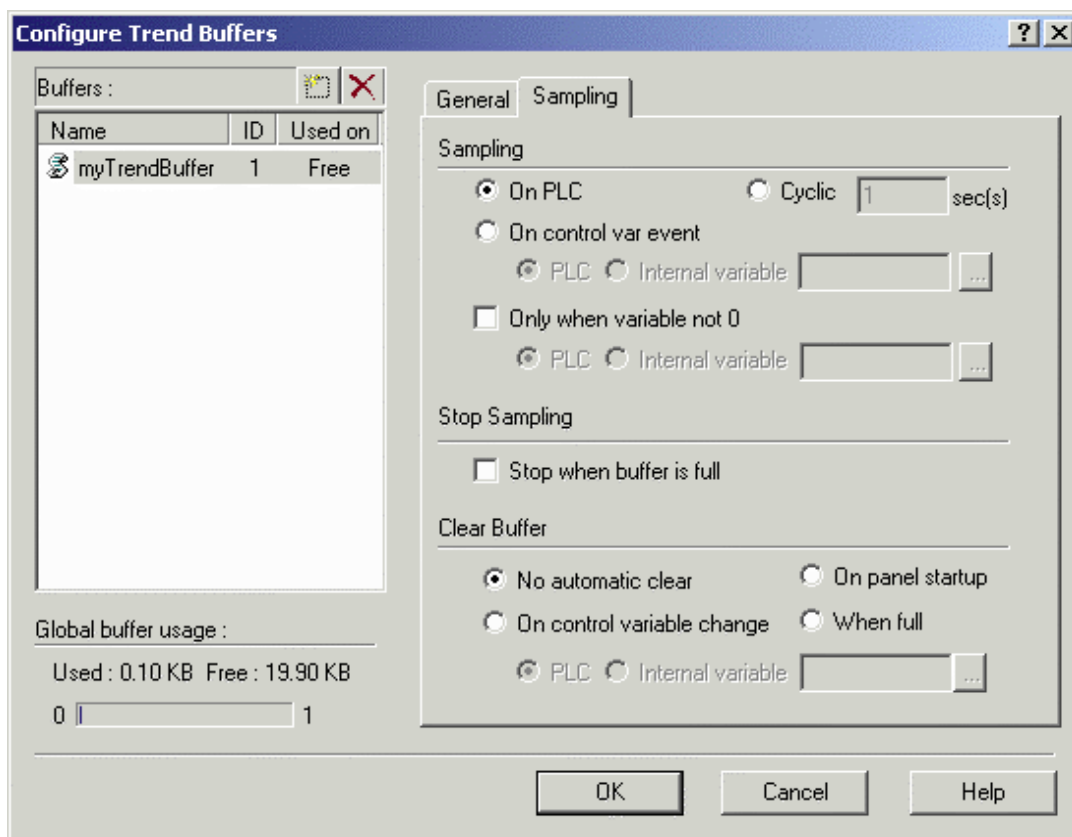 Configure Trend Buffers
Buffers :
Name ID Used on
myTrendBuffer 1 Free
Global buffer usage :
Used : 0.10 KB Free : 19.90 KB
0 1
General Sampling
Sampling
On PLC Cyclic 1 sec(s)
On control var event
PLC Internal variable ...
Only when variable not 0
PLC Internal variable ...
Stop Sampling
Stop when buffer is full
Clear Buffer
No automatic clear On panel startup
On control variable change When full
PLC Internal variable ...
OK Cancel Help